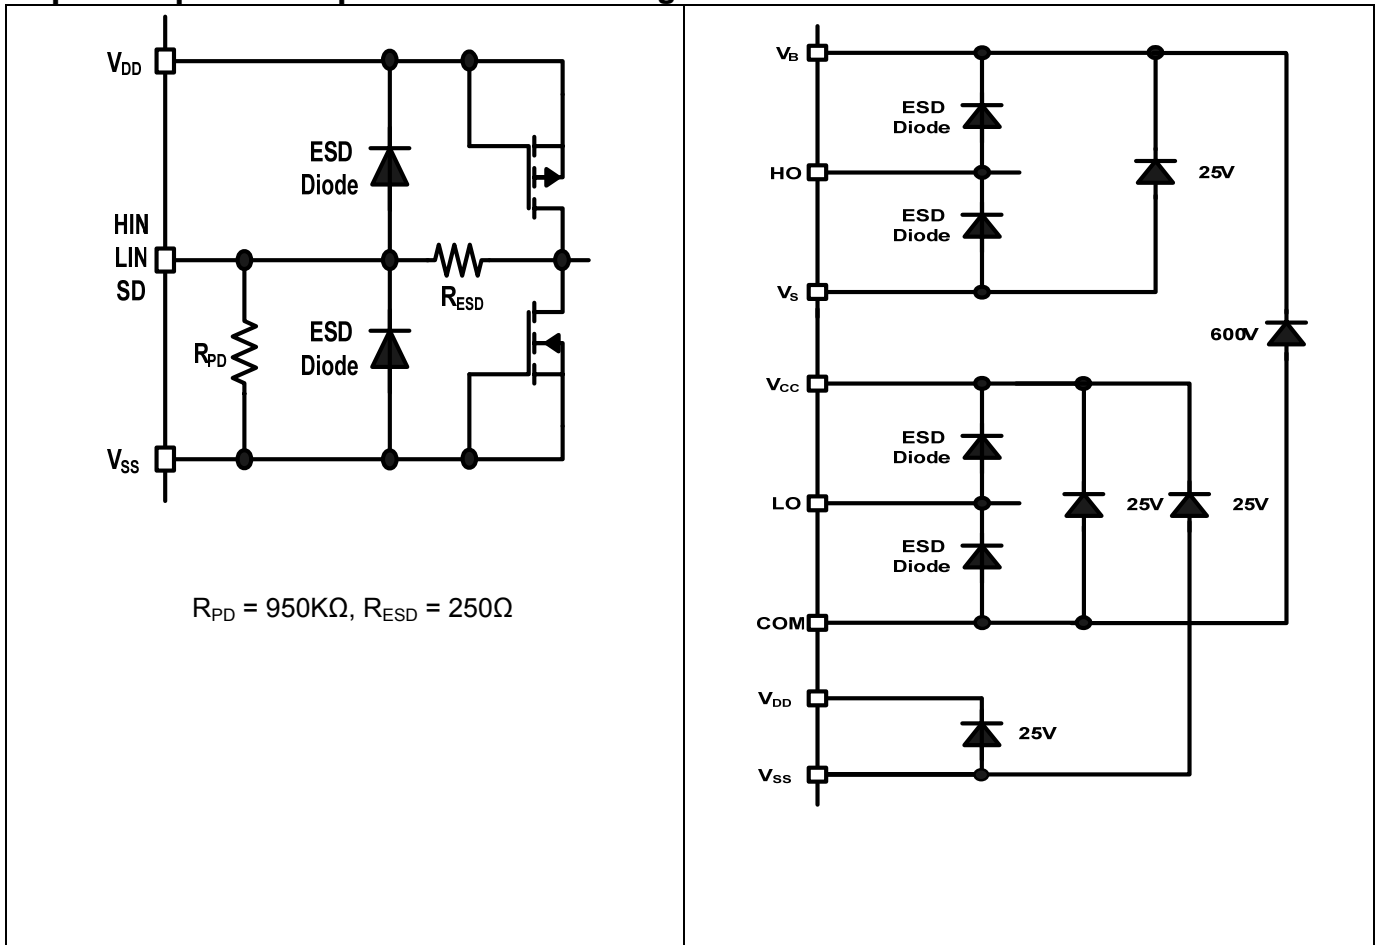 VDD
ESD
Diode
HIN
LIN
SD
RESD
RPD
ESD
Diode
VSS
RPD = 950KΩ, RESD = 250Ω
VB
ESD
Diode
HO
25V
ESD
Diode
VS
600V
VCC
ESD
Diode
LO
25V
25V
ESD
Diode
COM
VDD
25V
VSS